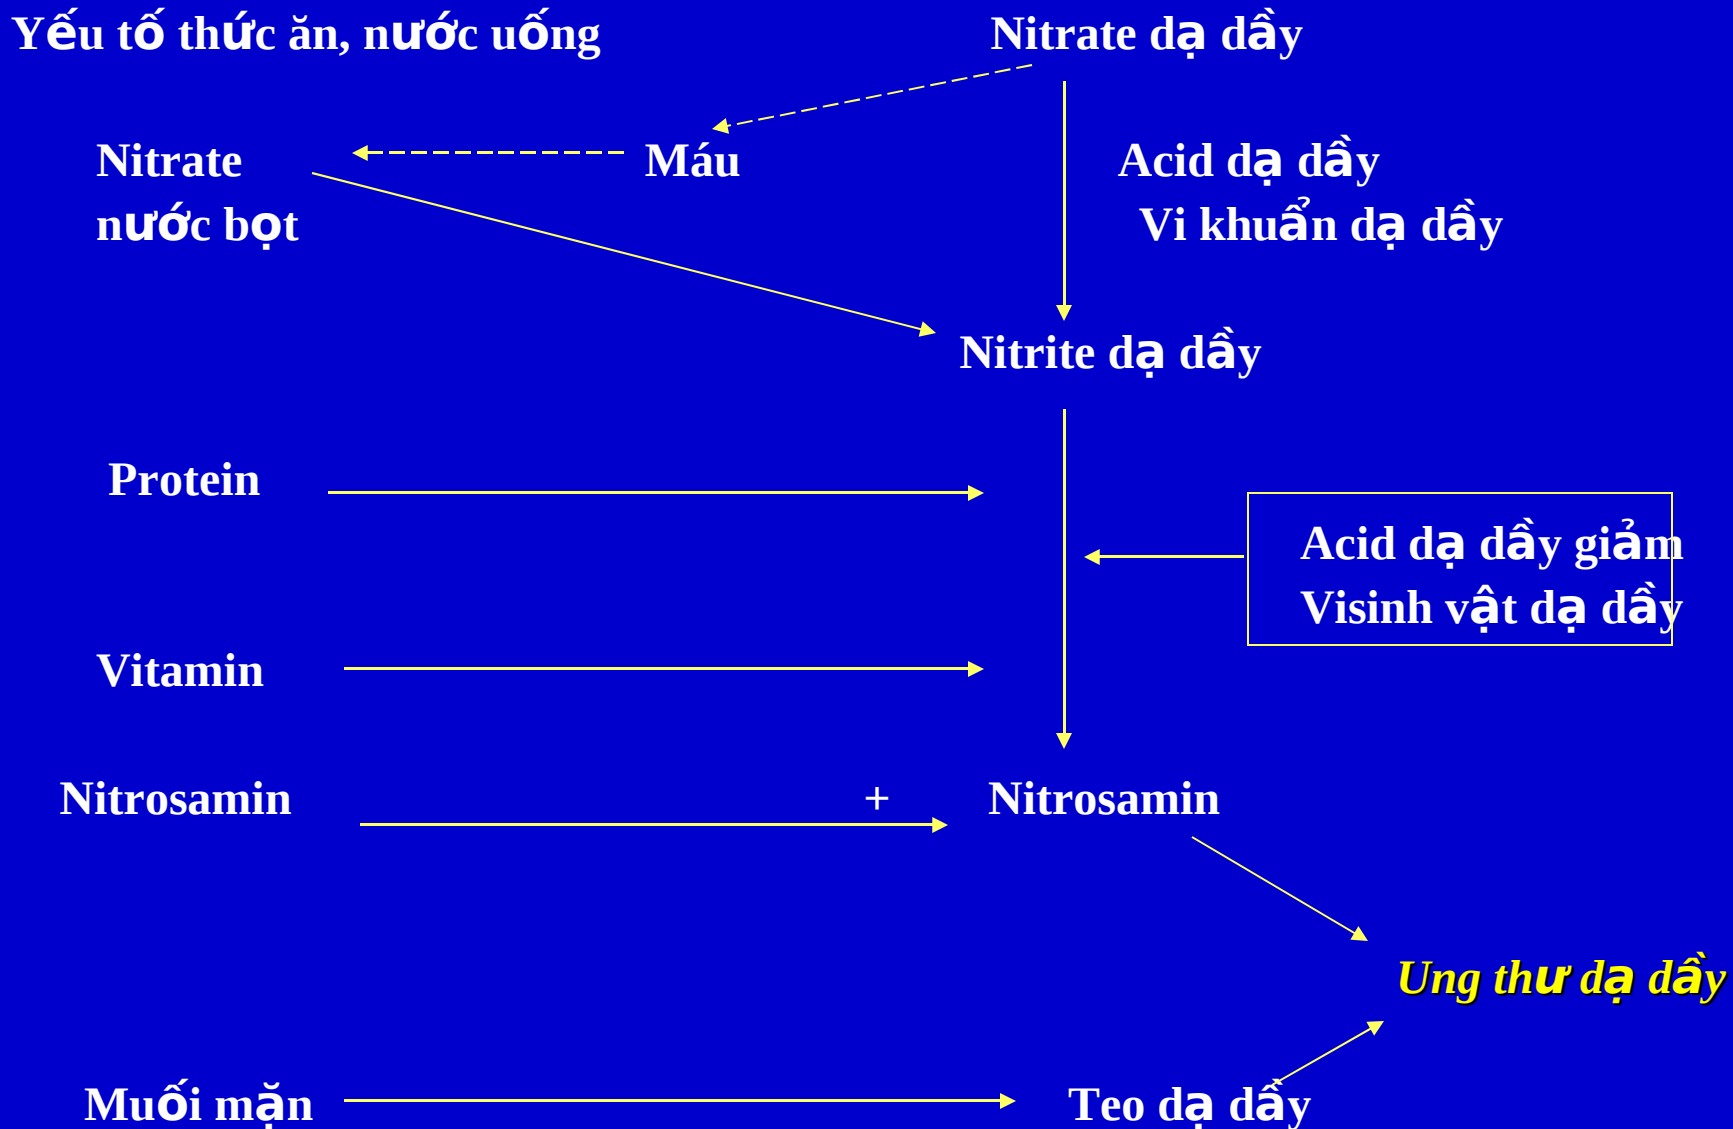 Yếu tố thức ăn, nước uống
Nitrate dạ dầy
Nitrate
nước bọt
Máu
Acid dạ dầy
Vi khuẩn dạ dầy
Nitrite dạ dầy
Protein
Acid dạ dầy giảm
Visinh vật dạ dầy
Vitamin
Nitrosamin
+
Nitrosamin
Ung thư dạ dầy
Muối mặn
Teo dạ dầy